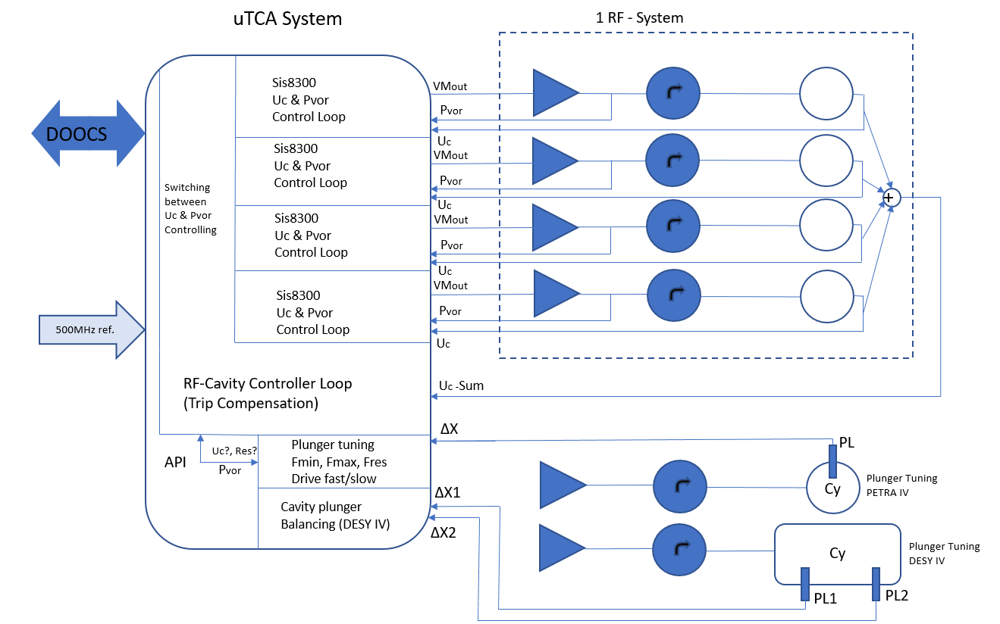 uTCA System
1 RF - System
DOOCS
500MHz ref.
Switching
between
Uc & Pvor
Controlling
Sis8300
Uc & Pvor
Control Loop
Sis8300
Uc & Pvor
Control Loop
Sis8300
Uc & Pvor
Control Loop
Sis8300
Uc & Pvor
Control Loop
VMout
Pvor
Uc
VMout
Pvor
Uc
VMout
Pvor
Uc
VMout
Pvor
Uc
+
RF-Cavity Controller Loop
(Trip Compensation)
Uc -Sum
API
Uc?, Res?
Pvor
Plunger tuning
Fmin, Fmax, Fres
Drive fast/slow
Cavity plunger
Balancing (DESY IV)
ΔX
ΔX1
ΔX2
PL
Cy
Plunger Tuning
PETRA IV
Cy
Plunger Tuning
DESY IV
PL1
PL2